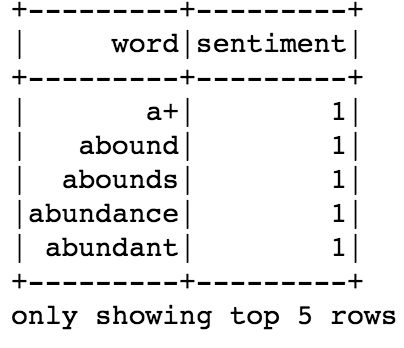 +---------+---------+
|     word|sentiment|
+---------+---------+
|       a+|        1|
|   abound|        1|
|  abounds|        1|
|abundance|        1|
| abundant|        1|
+---------+---------+
only showing top 5 rows